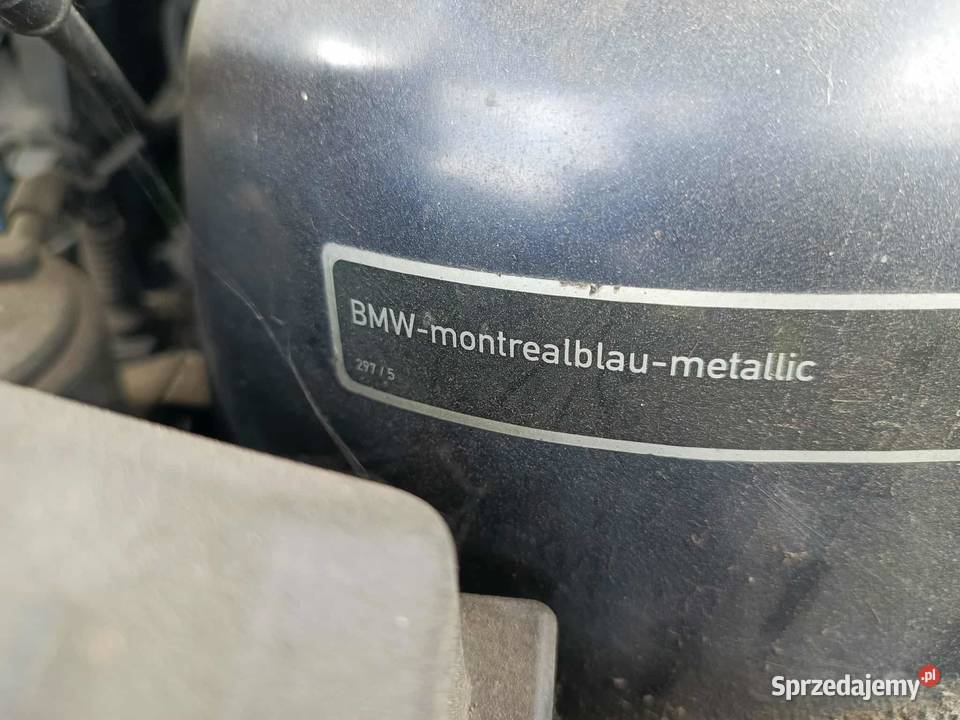 BMW-montrealblau-metallic
297 / 5
Sprzedajemy.pl